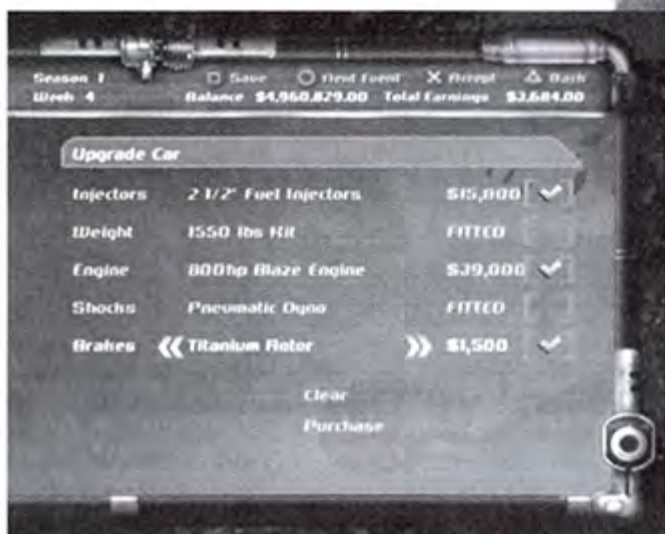 Season 1 □ Save ○ Next Event ✕ Accept △ Back
Week 4 Balance $4,960,829.00 Total Earnings $3,684.00
Upgrade Car
Injectors 2 1/2" Fuel Injectors $15,000
Weight 1550 lbs Kit FITTED
Engine 800hp Blaze Engine $39,000
Shocks Pneumatic Dyno FITTED
Brakes Titanium Rotor $1,500
Clear
Purchase